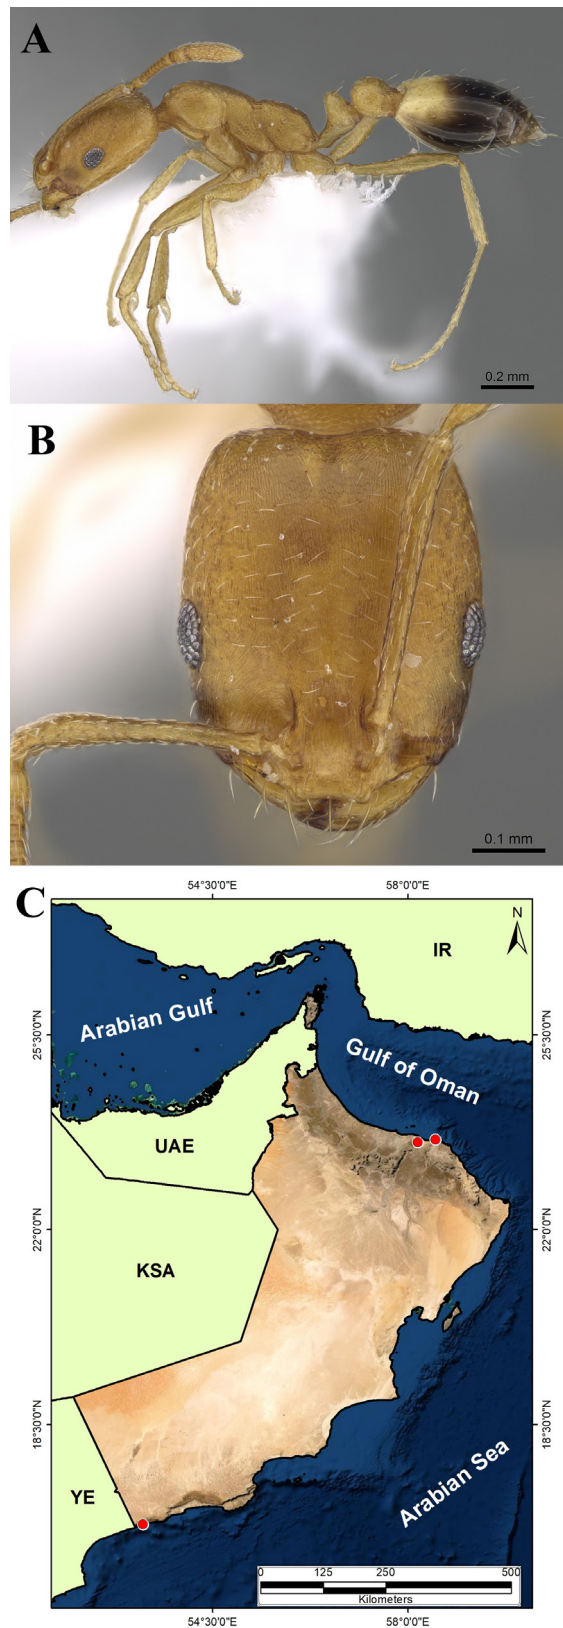 A
0.2 mm
B
0.1 mm
C
54°30'0"E
58°0'0"E
N
IR
Arabian Gulf
25°30'0"N
25°30'0"N
Gulf of Oman
UAE
22°0'0"N
22°0'0"N
KSA
18°30'0"N
18°30'0"N
YE
Arabian Sea
0
125
250
500
Kilometers
54°30'0"E
58°0'0"E